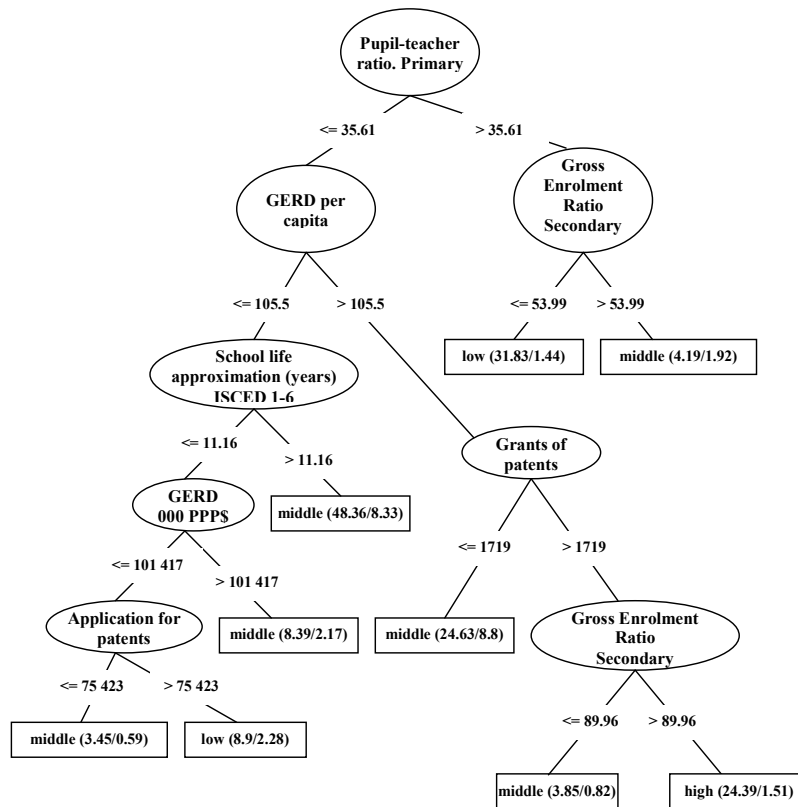 Pupil-teacher
ratio. Primary
<= 35.61
> 35.61
GERD per
capita
Gross
Enrolment
Ratio
Secondary
<= 105.5
> 105.5
<= 53.99
> 53.99
School life
approximation (years)
ISCED 1-6
low (31.83/1.44)
middle (4.19/1.92)
<= 11.16
> 11.16
Grants of
patents
GERD
000 PPP$
middle (48.36/8.33)
<= 101 417
> 101 417
<= 1719
> 1719
Application for
patents
middle (8.39/2.17)
middle (24.63/8.8)
Gross Enrolment
Ratio
Secondary
<= 75 423
> 75 423
<= 89.96
> 89.96
middle (3.45/0.59)
low (8.9/2.28)
middle (3.85/0.82)
high (24.39/1.51)